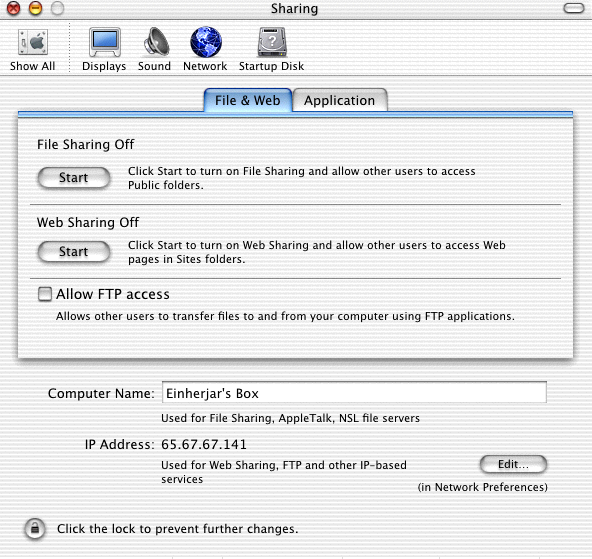 Sharing
Show All
Displays
Sound
Network
Startup Disk
File & Web
Application
File Sharing Off
Start
Click Start to turn on File Sharing and allow other users to access
Public folders.
Web Sharing Off
Start
Click Start to turn on Web Sharing and allow other users to access Web
pages in Sites folders.
Allow FTP access
Allows other users to transfer files to and from your computer using FTP applications.
Computer Name: Einherjar's Box
Used for File Sharing, AppleTalk, NSL file servers
IP Address: 65.67.67.141
Used for Web Sharing, FTP and other IP-based
services
Edit...
(in Network Preferences)
Click the lock to prevent further changes.